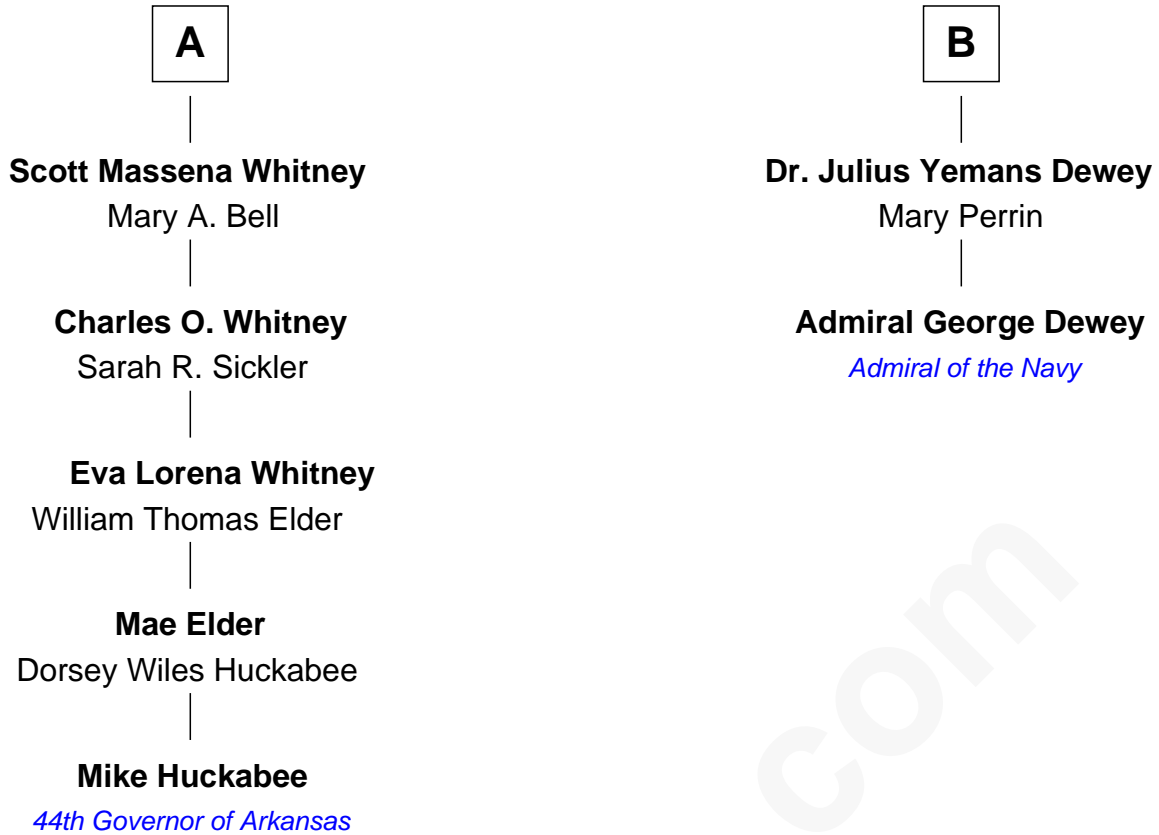 A
Scott Massena Whitney
Mary A. Bell
Charles O. Whitney
Sarah R. Sickler
Eva Lorena Whitney
William Thomas Elder
Mae Elder
Dorsey Wiles Huckabee
Mike Huckabee
44th Governor of Arkansas
B
Dr. Julius Yemans Dewey
Mary Perrin
Admiral George Dewey
Admiral of the Navy
com